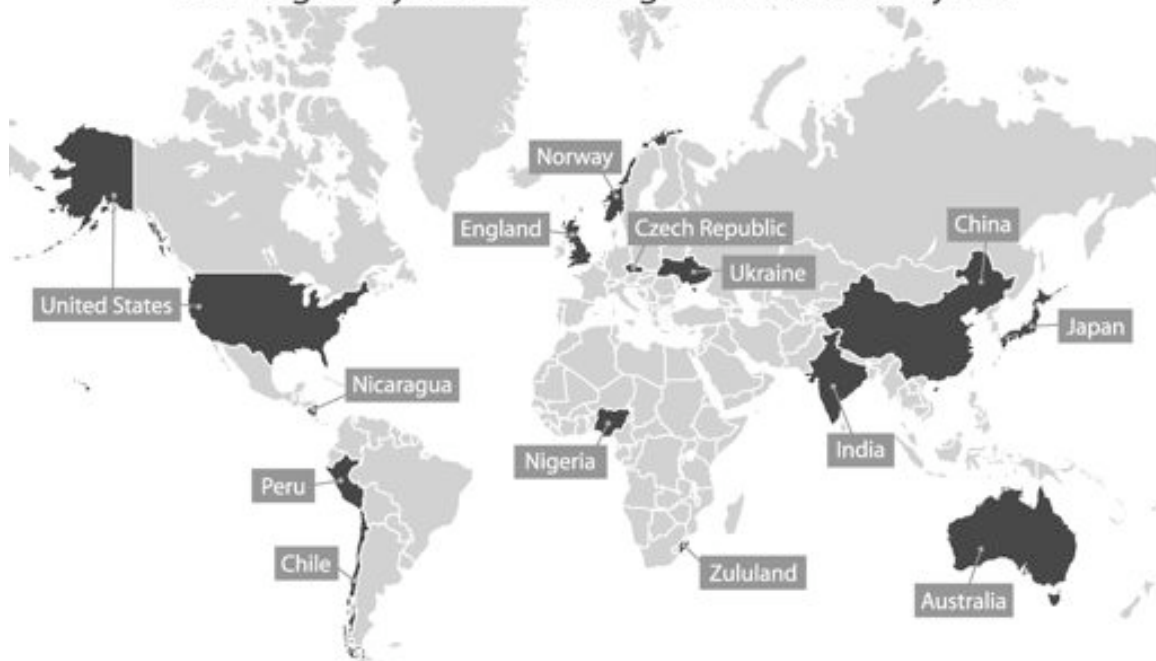 Norway
England
Czech Republic
China
Ukraine
United States
Japan
Nicaragua
India
Nigeria
Peru
Chile
Zululand
Australia